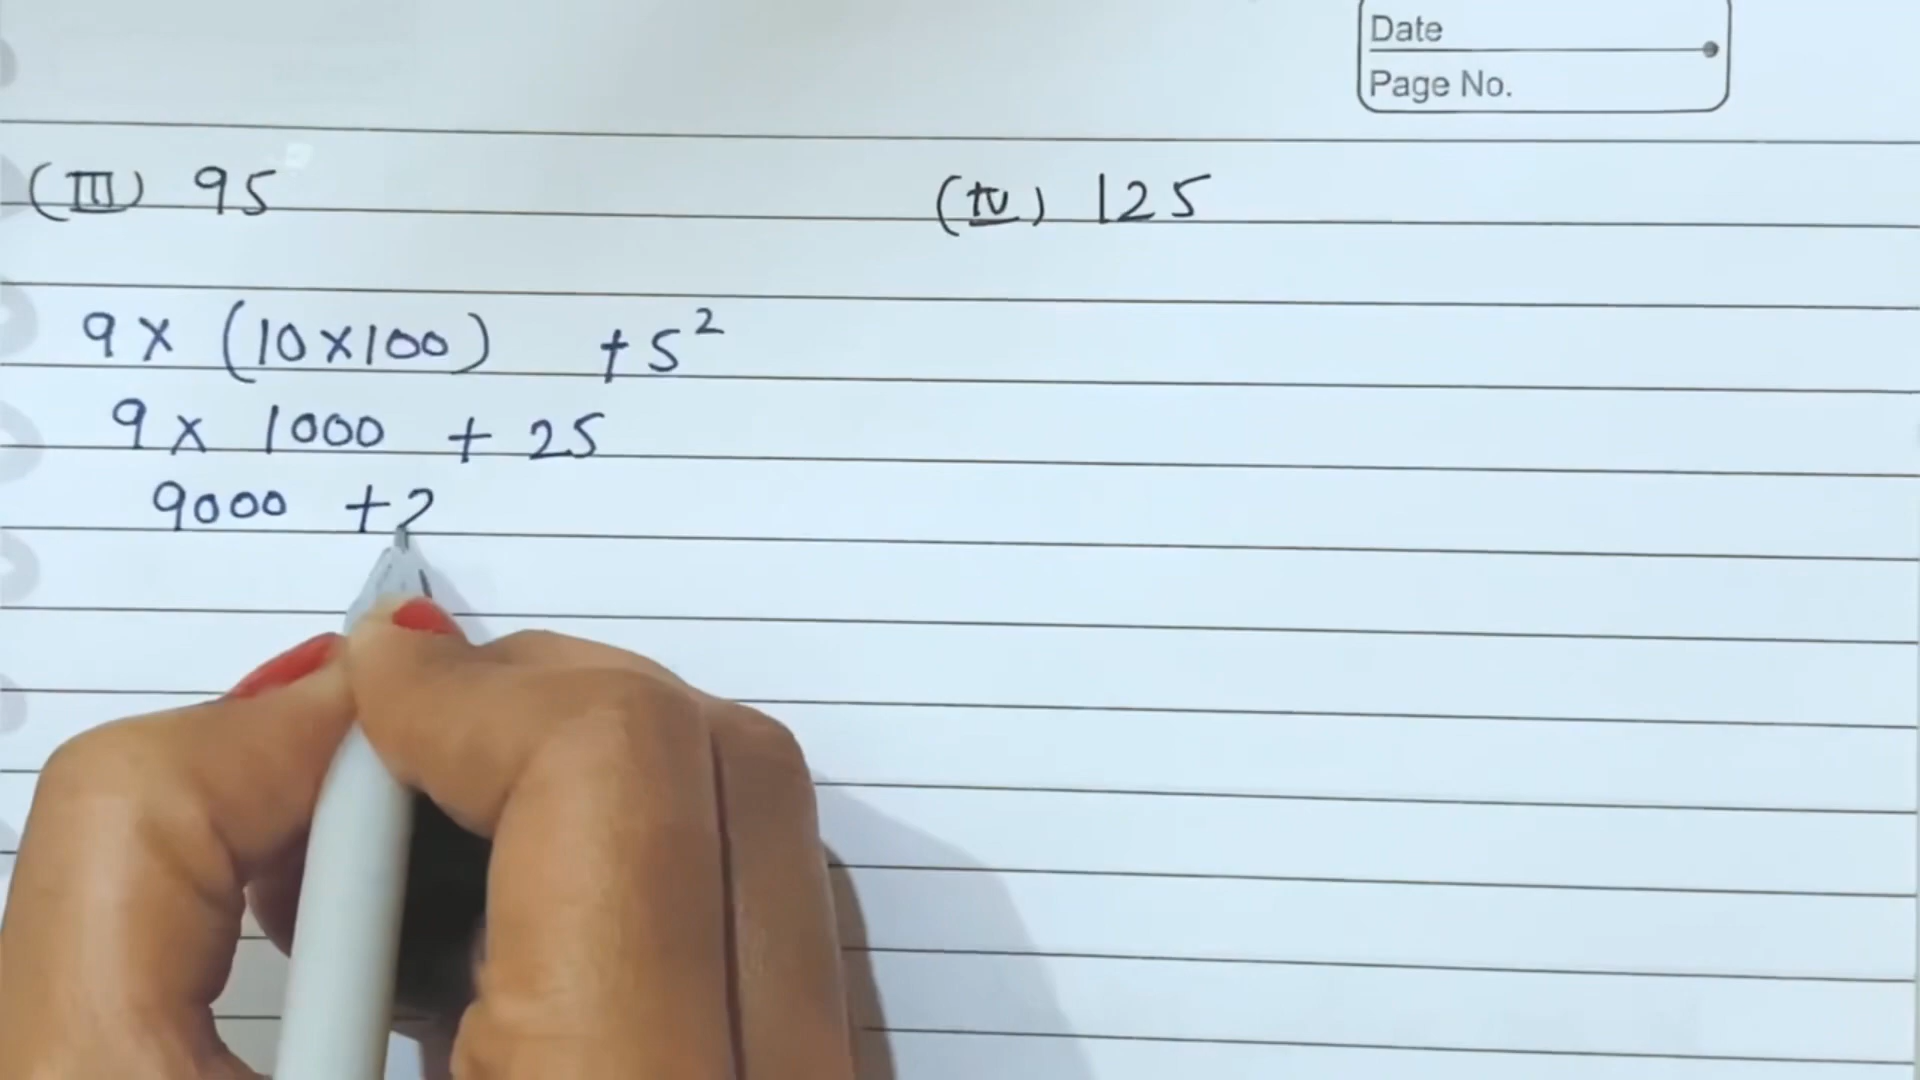 Date
Page No.
(III) 95
(IV) 125
9 × (10×100) + 5²
9 × 1000 + 25
9000 + 2